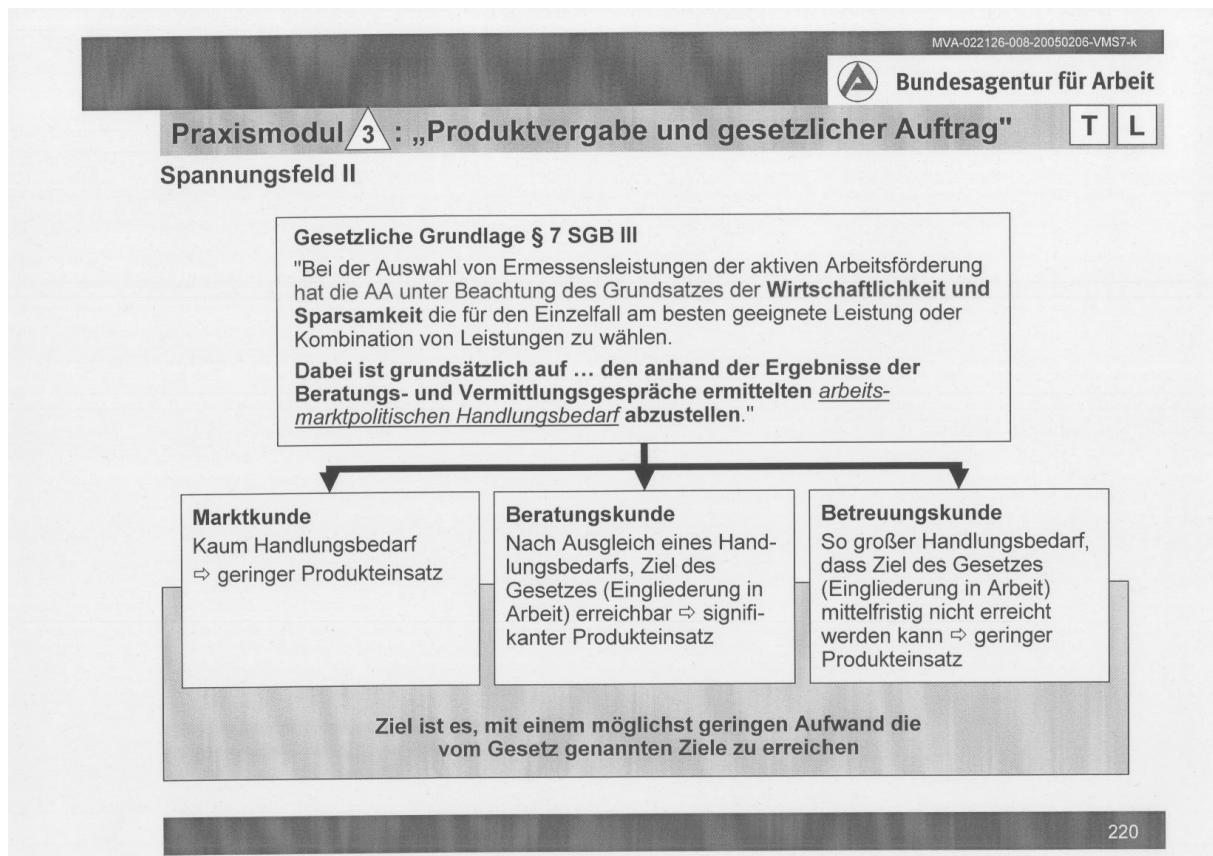 MVA-022126-008-20050206-VMS7-k
Bundesagentur für Arbeit
Praxismodul 3 : „Produktvergabe und gesetzlicher Auftrag"
T L
Spannungsfeld II
Gesetzliche Grundlage § 7 SGB III
"Bei der Auswahl von Ermessensleistungen der aktiven Arbeitsförderung
hat die AA unter Beachtung des Grundsatzes der Wirtschaftlichkeit und
Sparsamkeit die für den Einzelfall am besten geeignete Leistung oder
Kombination von Leistungen zu wählen.
Dabei ist grundsätzlich auf … den anhand der Ergebnisse der
Beratungs- und Vermittlungsgespräche ermittelten arbeits-
marktpolitischen Handlungsbedarf abzustellen."
Marktkunde
Kaum Handlungsbedarf
⇨ geringer Produkteinsatz
Beratungskunde
Nach Ausgleich eines Hand-
lungsbedarfs, Ziel des
Gesetzes (Eingliederung in
Arbeit) erreichbar ⇨ signifi-
kanter Produkteinsatz
Betreuungskunde
So großer Handlungsbedarf,
dass Ziel des Gesetzes
(Eingliederung in Arbeit)
mittelfristig nicht erreicht
werden kann ⇨ geringer
Produkteinsatz
Ziel ist es, mit einem möglichst geringen Aufwand die
vom Gesetz genannten Ziele zu erreichen
220